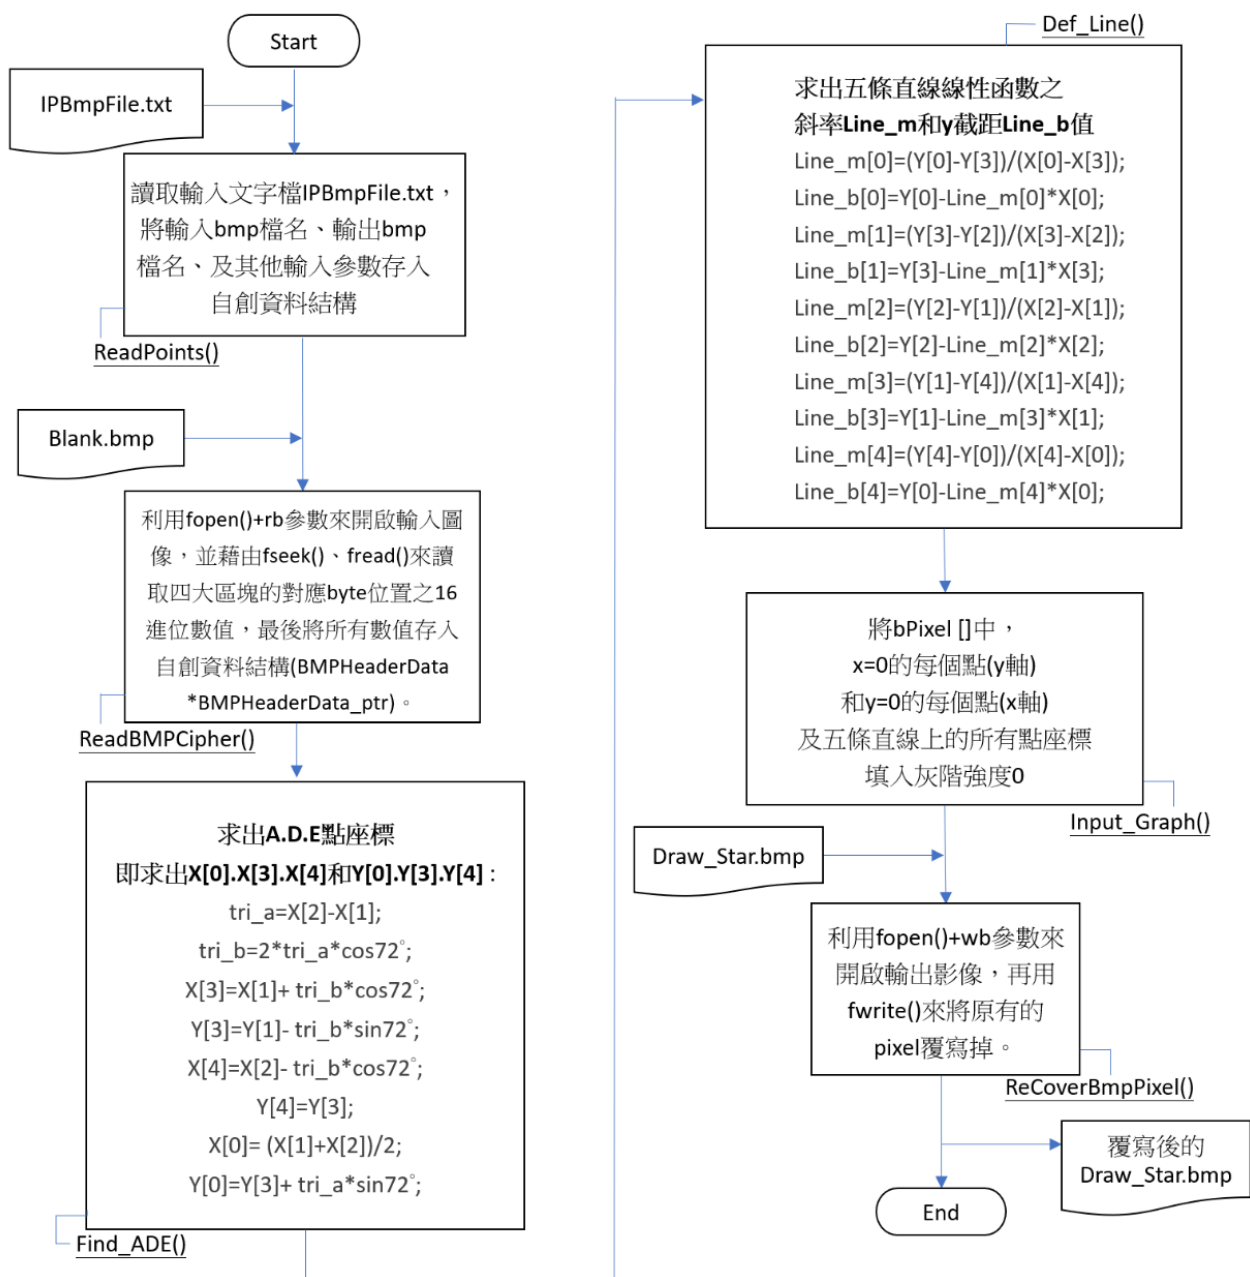 Start
IPBmpFile.txt
讀取輸入文字檔IPBmpFile.txt，
將輸入bmp檔名、輸出bmp
檔名、及其他輸入參數存入
自創資料結構
ReadPoints()
Blank.bmp
利用fopen()+rb參數來開啟輸入圖
像，並藉由fseek()、fread()來讀
取四大區塊的對應byte位置之16
進位數值，最後將所有數值存入
自創資料結構(BMPHeaderData
*BMPHeaderData_ptr)。
ReadBMPCipher()
求出A.D.E點座標
即求出X[0].X[3].X[4]和Y[0].Y[3].Y[4]：
tri_a=X[2]-X[1];
tri_b=2*tri_a*cos72°;
X[3]=X[1]+ tri_b*cos72°;
Y[3]=Y[1]- tri_b*sin72°;
X[4]=X[2]- tri_b*cos72°;
Y[4]=Y[3];
X[0]= (X[1]+X[2])/2;
Y[0]=Y[3]+ tri_a*sin72°;
Find_ADE()
Def_Line()
求出五條直線線性函數之
斜率Line_m和y截距Line_b值
Line_m[0]=(Y[0]-Y[3])/(X[0]-X[3]);
Line_b[0]=Y[0]-Line_m[0]*X[0];
Line_m[1]=(Y[3]-Y[2])/(X[3]-X[2]);
Line_b[1]=Y[3]-Line_m[1]*X[3];
Line_m[2]=(Y[2]-Y[1])/(X[2]-X[1]);
Line_b[2]=Y[2]-Line_m[2]*X[2];
Line_m[3]=(Y[1]-Y[4])/(X[1]-X[4]);
Line_b[3]=Y[1]-Line_m[3]*X[1];
Line_m[4]=(Y[4]-Y[0])/(X[4]-X[0]);
Line_b[4]=Y[0]-Line_m[4]*X[0];
將bPixel []中，
x=0的每個點(y軸)
和y=0的每個點(x軸)
及五條直線上的所有點座標
填入灰階強度0
Input_Graph()
Draw_Star.bmp
利用fopen()+wb參數來
開啟輸出影像，再用
fwrite()來將原有的
pixel覆寫掉。
ReCoverBmpPixel()
覆寫後的
Draw_Star.bmp
End